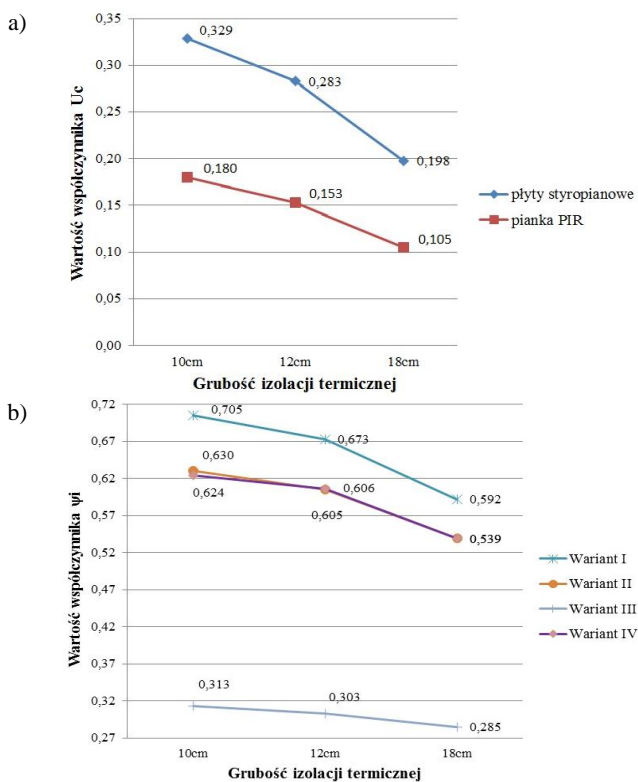 a)
Wartość współczynnika Uc
0,35
0,30
0,25
0,20
0,15
0,10
0,05
0,00
0,329
0,283
0,198
0,180
0,153
0,105
10cm
12cm
18cm
Grubość izolacji termicznej
płyty styropianowe
pianka PIR
b)
Wartość współczynnika ψi
0,72
0,67
0,62
0,57
0,52
0,47
0,42
0,37
0,32
0,27
0,705
0,673
0,592
0,630
0,624
0,606
0,605
0,539
0,313
0,303
0,285
10cm
12cm
18cm
Grubość izolacji termicznej
Wariant I
Wariant II
Wariant III
Wariant IV